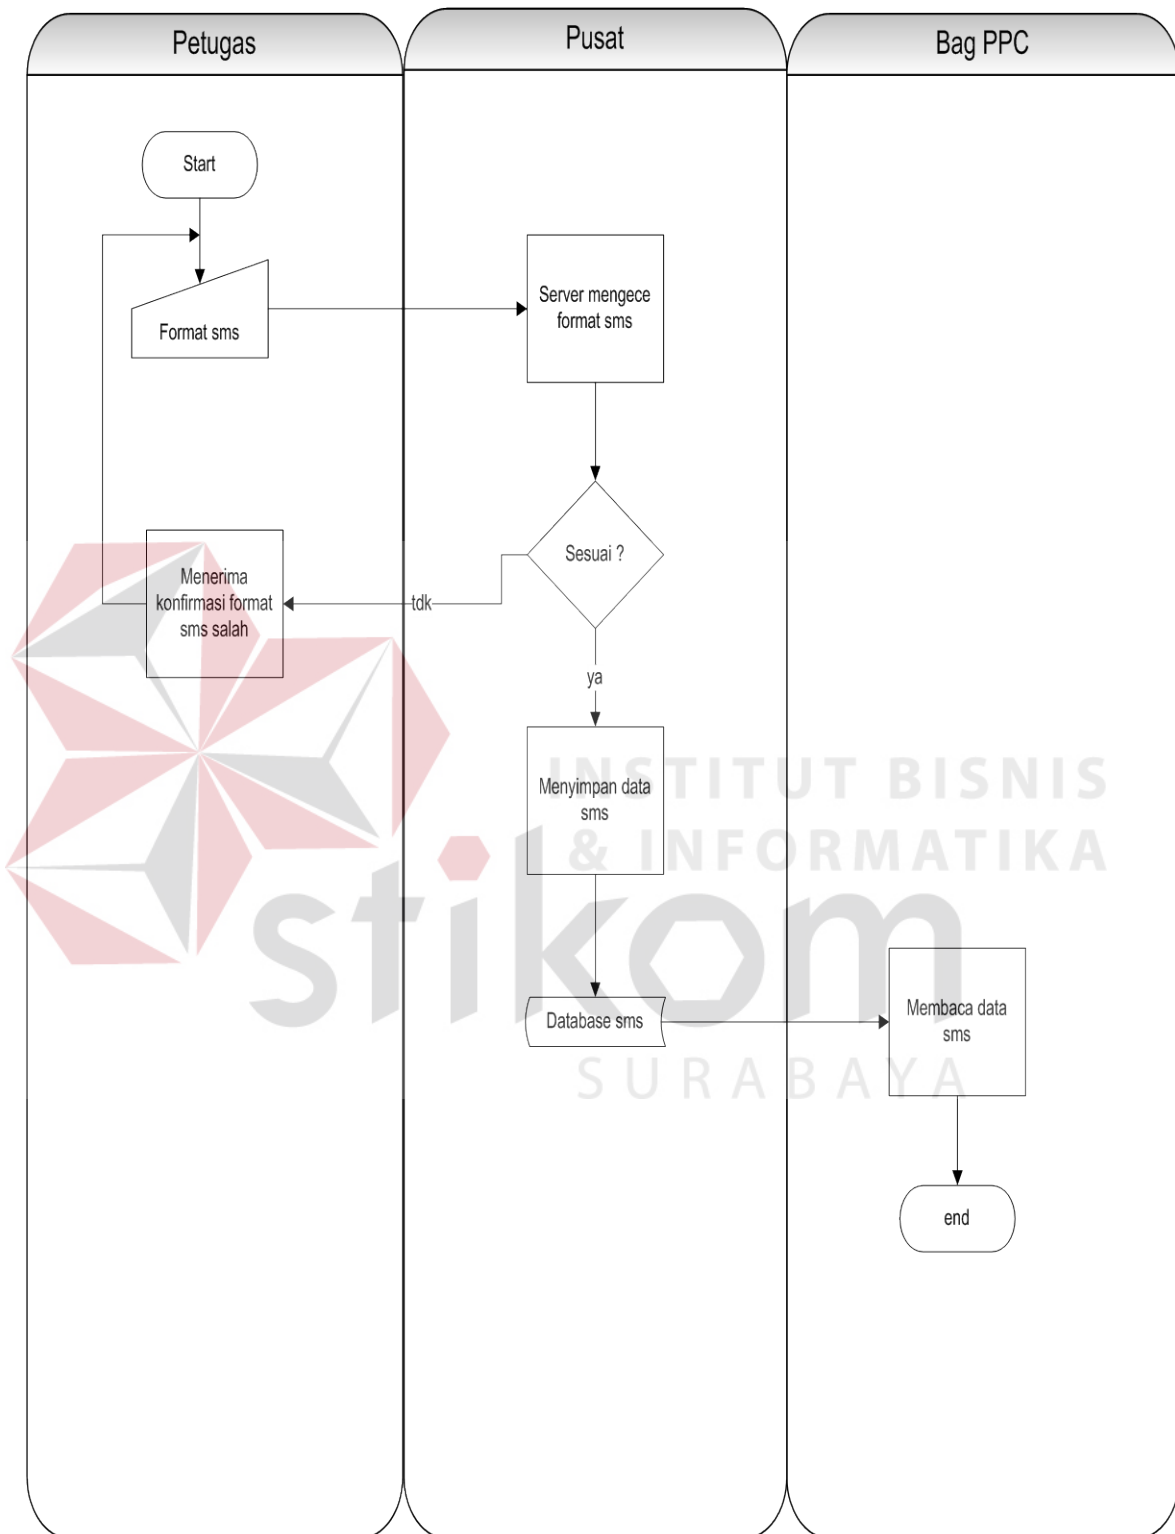 Petugas
Pusat
Bag PPC
Start
Format sms
Server mengece
format sms
Sesuai ?
tdk
Menerima
konfirmasi format
sms salah
ya
Menyimpan data
sms
Database sms
Membaca data
sms
end
INSTITUT BISNIS
& INFORMATIKA
stikom
SURABAYA